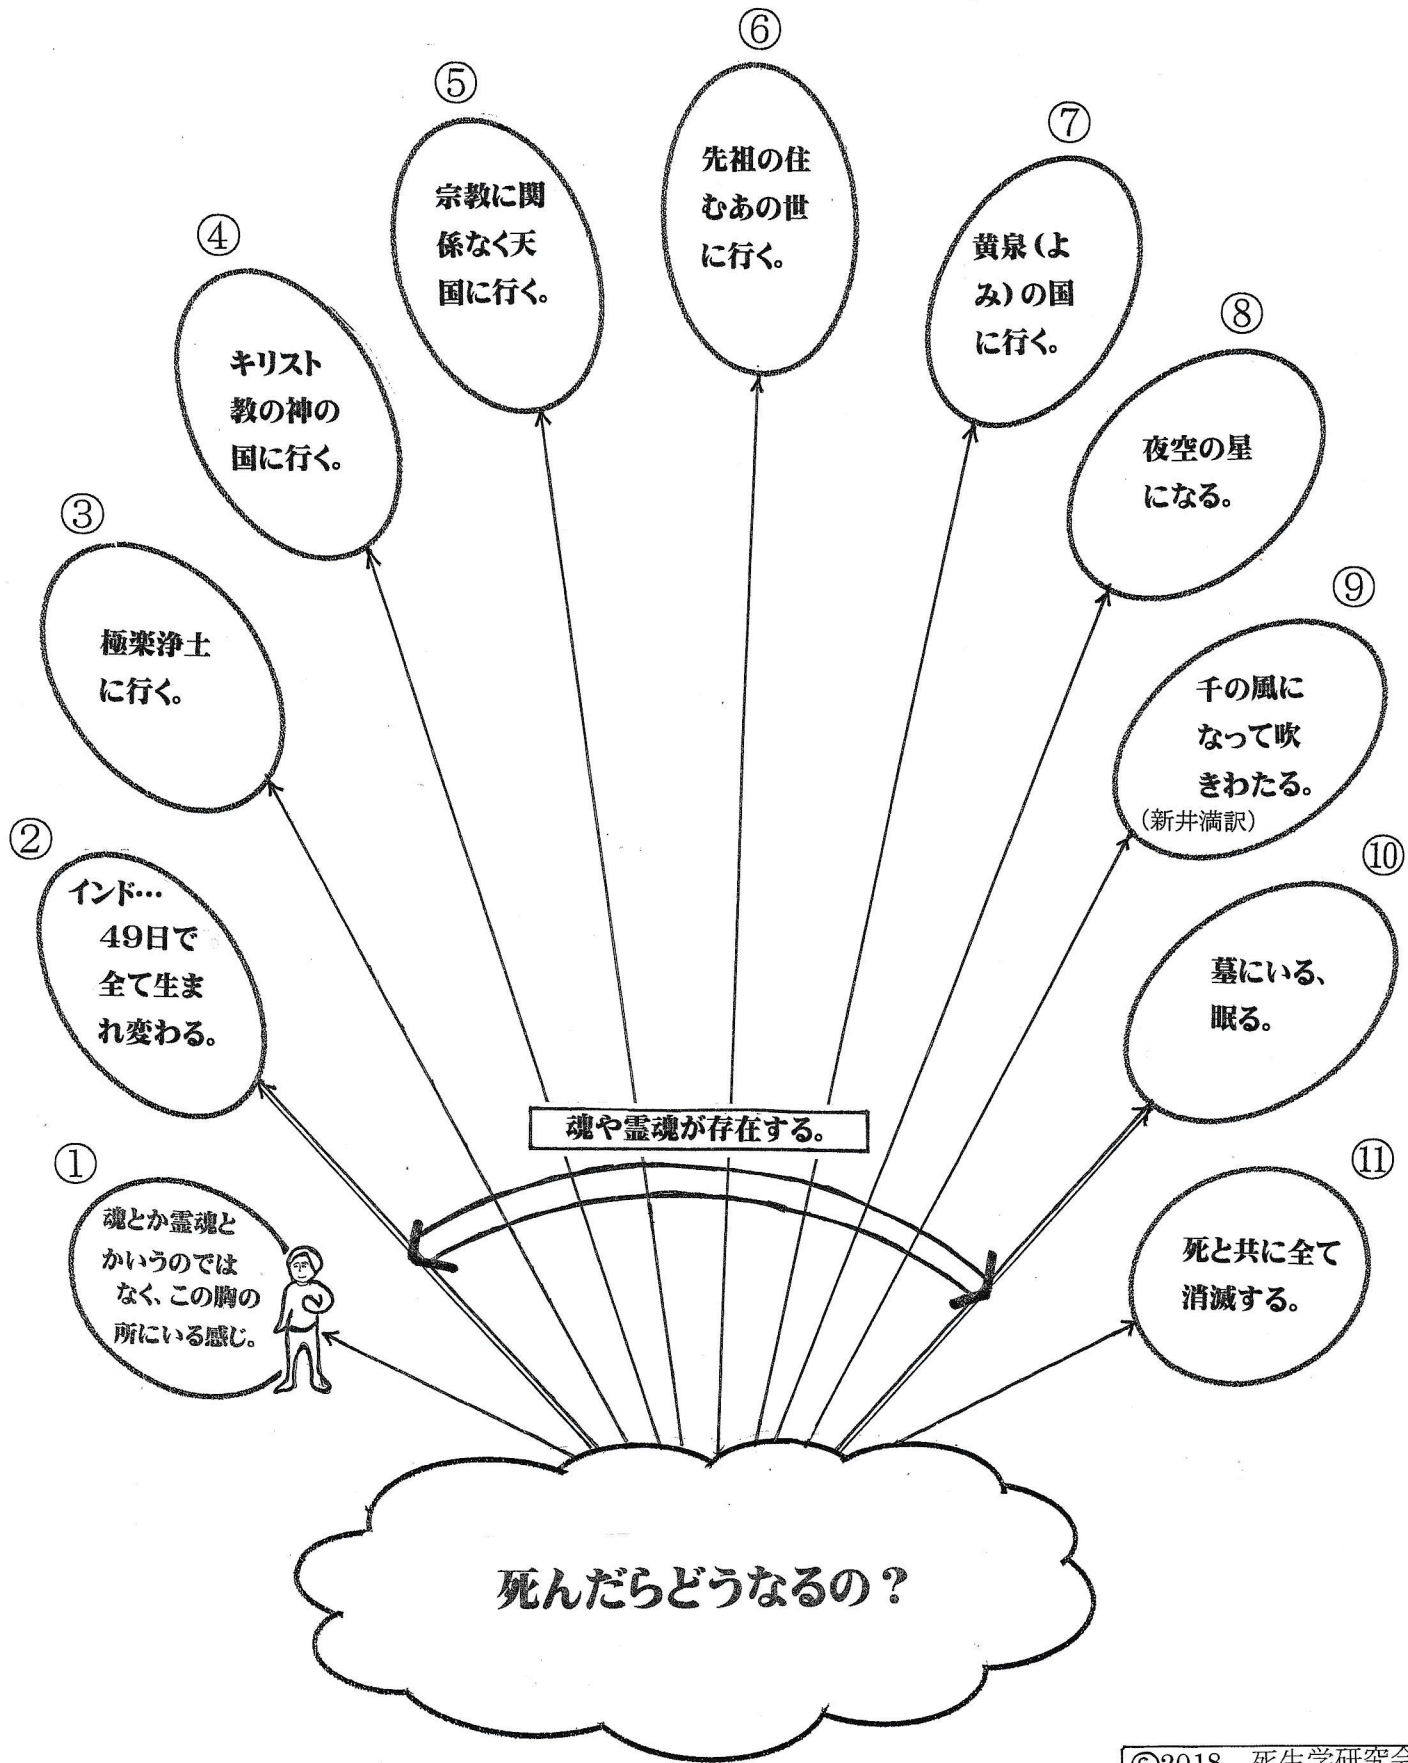 ⑥
先祖の住
むあの世
に行く。
⑤
宗教に関
係なく天
国に行く。
⑦
黄泉(よ
み)の国
に行く。
④
キリスト
教の神の
国に行く。
⑧
夜空の星
になる。
③
極楽浄土
に行く。
⑨
千の風に
なって吹
きわたる。
(新井満訳)
②
インド…
49日で
全て生ま
れ変わる。
⑩
墓にいる、
眠る。
魂や霊魂が存在する。
①
魂とか霊魂と
かいうのでは
なく、この胸の
所にいる感じ。
⑪
死と共に全て
消滅する。
死んだらどうなるの?
©2018 死生学研究会